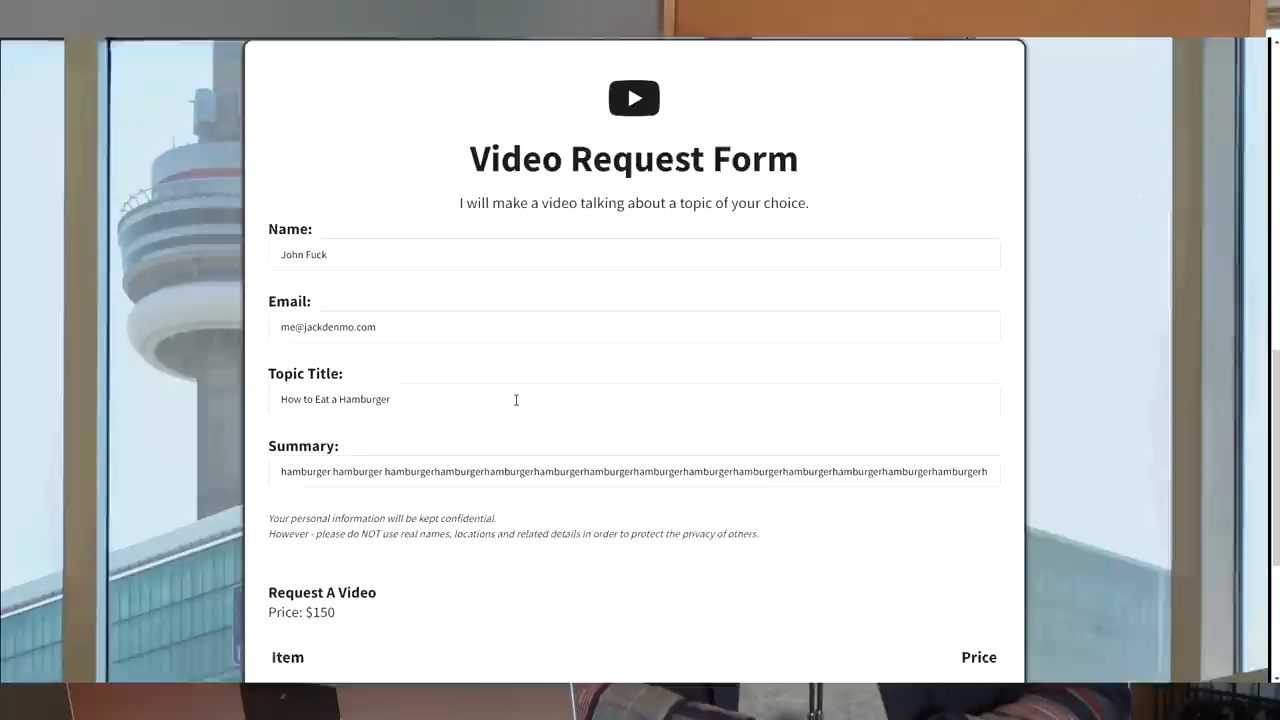 Video Request Form
I will make a video talking about a topic of your choice.
Name:
John Fuck
Email:
me@jackdenmo.com
Topic Title:
How to Eat a Hamburger
Summary:
hamburger hamburger hamburgerhamburgerhamburgerhamburgerhamburgerhamburgerhamburgerhamburgerhamburgerhamburgerhamburgerhamburgerh
Your personal information will be kept confidential.
However - please do NOT use real names, locations and related details in order to protect the privacy of others.
Request A Video
Price: $150
Item Price